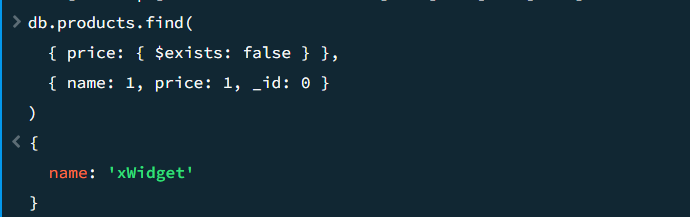 > db.products.find(
{ price: { $exists: false } },
{ name: 1, price: 1, _id: 0 }
)
< {
name: 'xWidget'
}